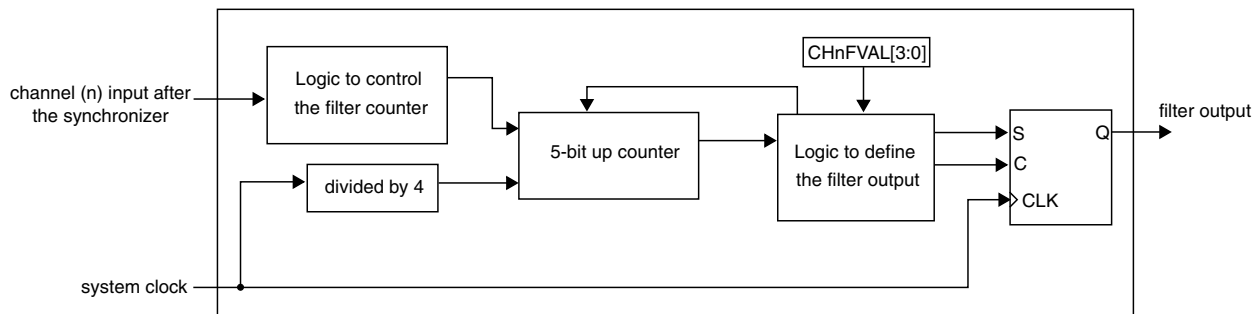 channel (n) input after
the synchronizer
Logic to control
the filter counter
divided by 4
system clock
5-bit up counter
CHnFVAL[3:0]
Logic to define
the filter output
S
C
CLK
Q
filter output